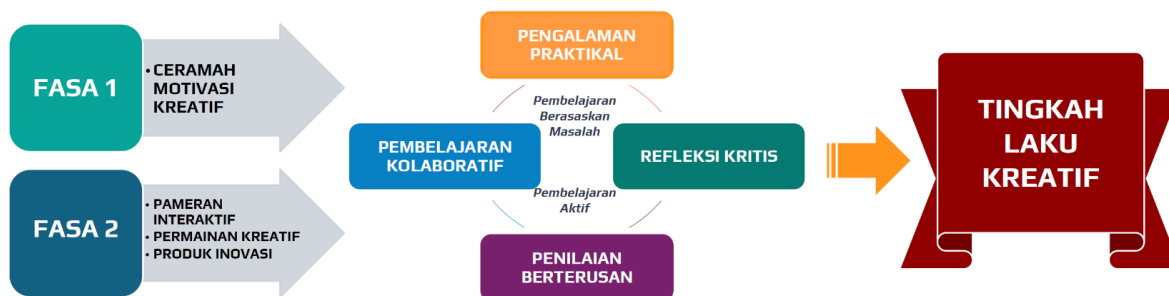 FASA 1
• CERAMAH
MOTIVASI
KREATIF
FASA 2
• PAMERAN
INTERAKTIF
• PERMAINAN KREATIF
• PRODUK INOVASI
PENGALAMAN
PRAKTIKAL
Pembelajaran
Berasaskan
Masalah
PEMBELAJARAN
KOLABORATIF
REFLEKSI KRITIS
Pembelajaran
Aktif
PENILAIAN
BERTERUSAN
TINGKAH
LAKU
KREATIF